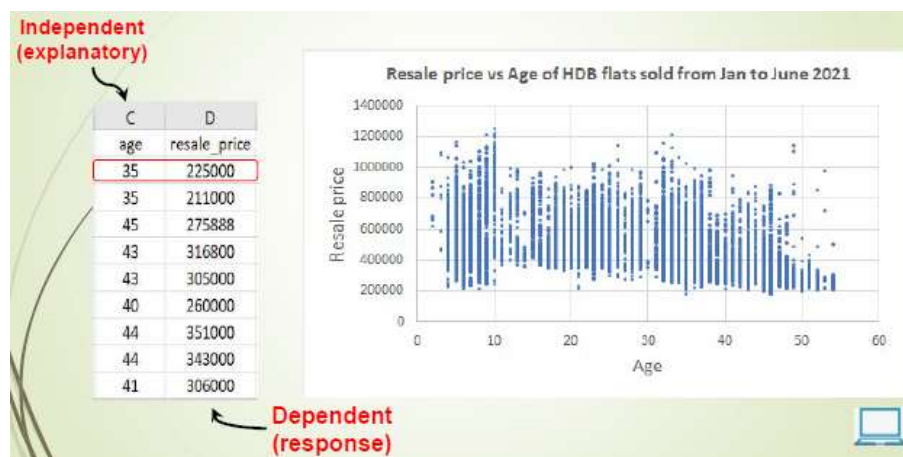 Independent
(explanatory)
C D
age resale_price
35 225000
35 211000
45 275888
43 316800
43 305000
40 260000
44 351000
44 343000
41 306000
Dependent
(response)
Resale price vs Age of HDB flats sold from Jan to June 2021
1400000
1200000
1000000
800000
600000
400000
200000
0
Resale price
0 10 20 30 40 50 60
Age